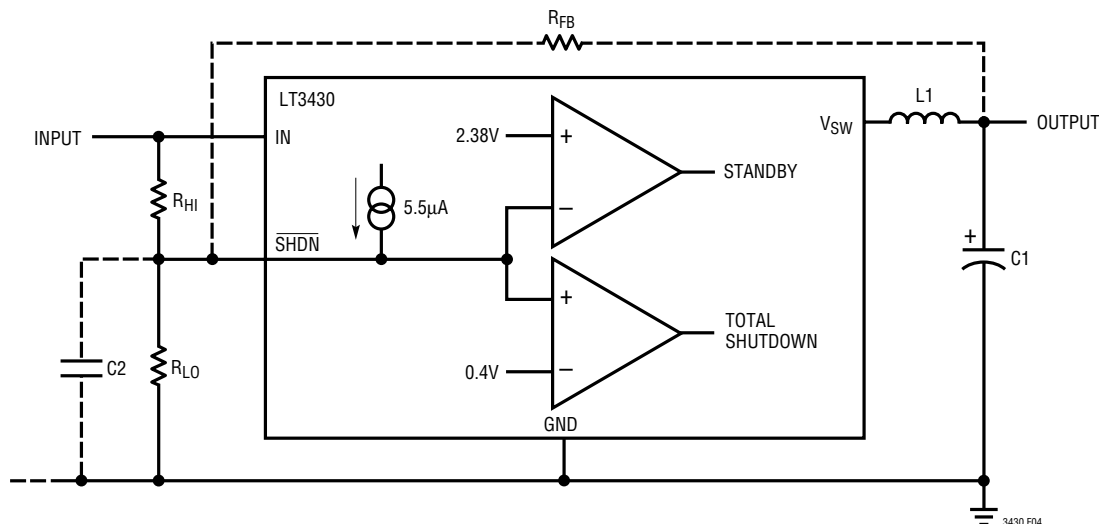 RFB
LT3430
L1
INPUT
IN
2.38V
+
VSW
OUTPUT
STANDBY
RHI
5.5µA
−
SHDN
+
C1
+
TOTAL
SHUTDOWN
C2
RLO
0.4V
−
GND
3430 F04